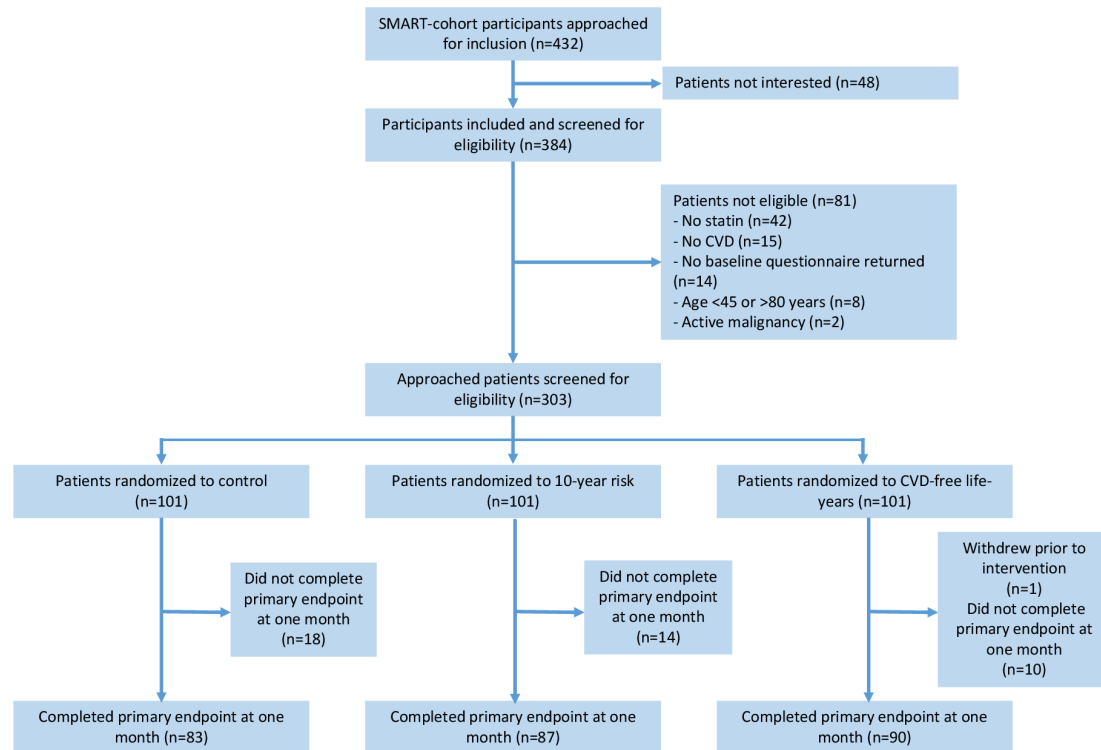 SMART-cohort participants approached
for inclusion (n=432)
Patients not interested (n=48)
Participants included and screened for
eligibility (n=384)
Patients not eligible (n=81)
- No statin (n=42)
- No CVD (n=15)
- No baseline questionnaire returned
(n=14)
- Age <45 or >80 years (n=8)
- Active malignancy (n=2)
Approached patients screened for
eligibility (n=303)
Patients randomized to control
(n=101)
Patients randomized to 10-year risk
(n=101)
Patients randomized to CVD-free life-
years (n=101)
Did not complete
primary endpoint
at one month
(n=18)
Did not complete
primary endpoint
at one month
(n=14)
Withdrew prior to
intervention
(n=1)
Did not complete
primary endpoint at
one month
(n=10)
Completed primary endpoint at one
month (n=83)
Completed primary endpoint at one
month (n=87)
Completed primary endpoint at one
month (n=90)